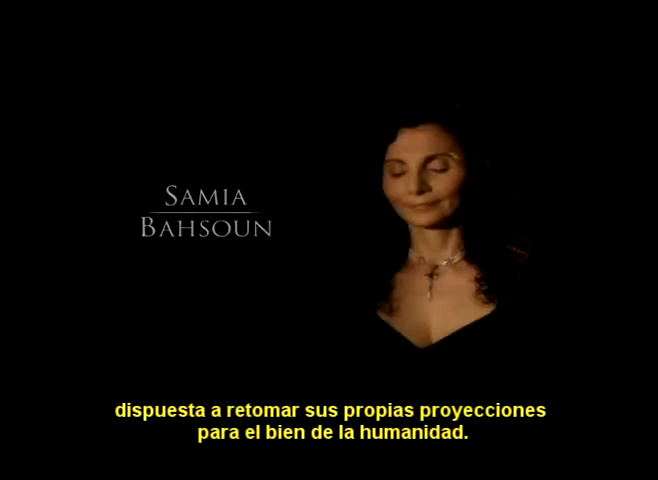 SAMIA
BAHSOUN
dispuesta a retomar sus propias proyecciones
para el bien de la humanidad.